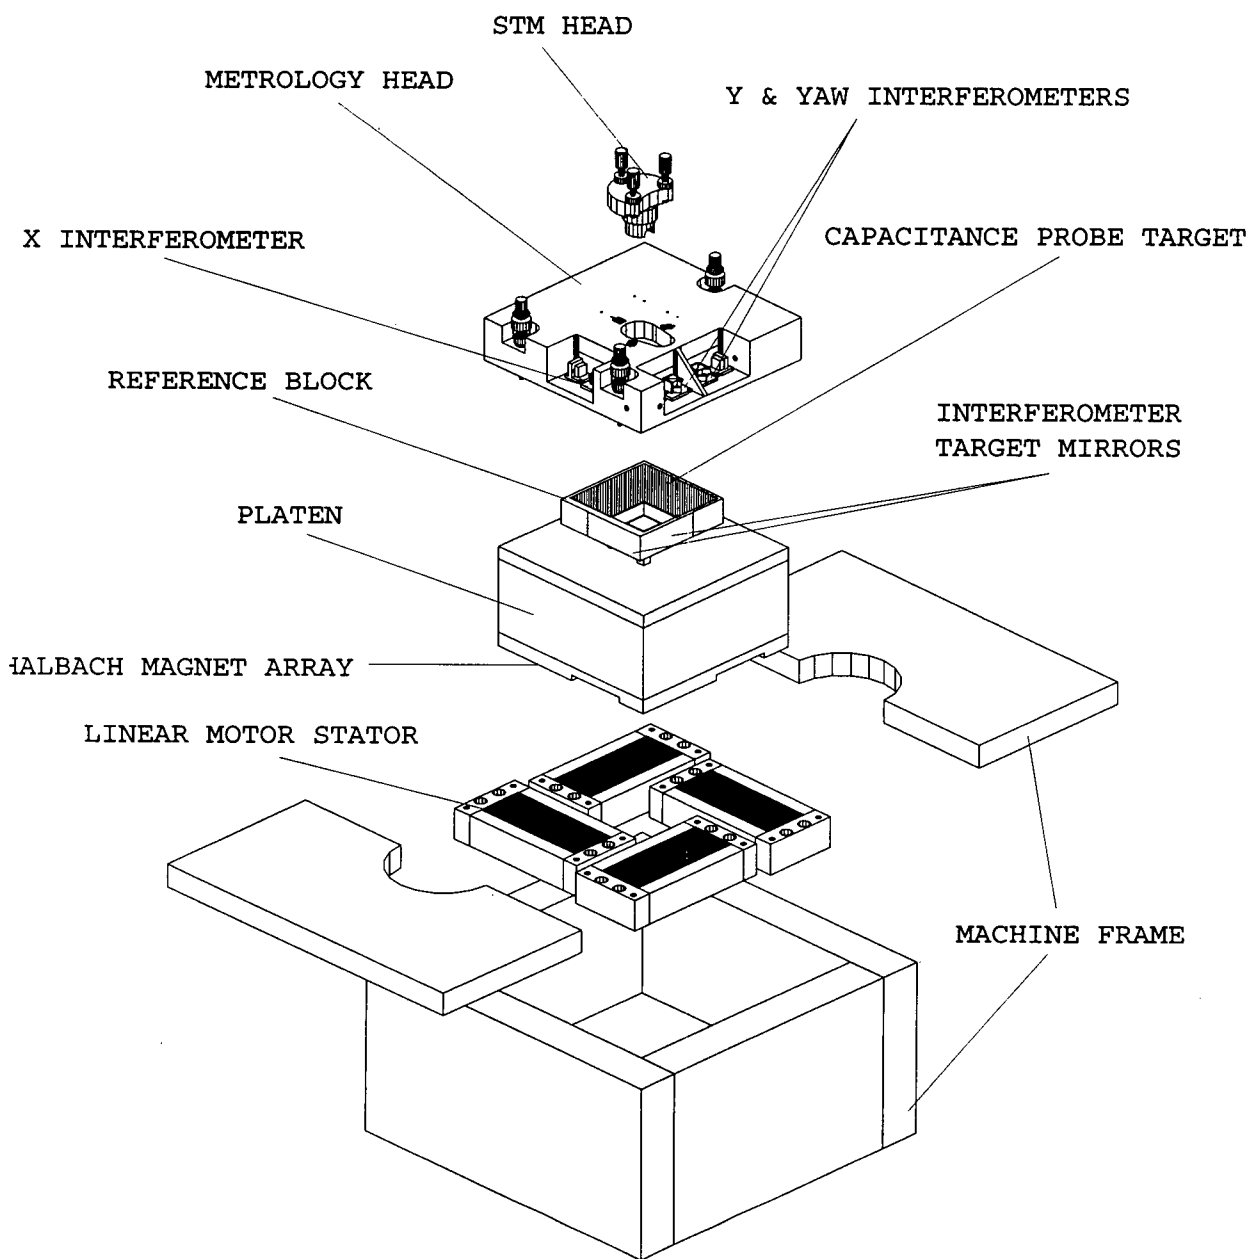 STM HEAD
METROLOGY HEAD
Y & YAW INTERFEROMETERS
X INTERFEROMETER
CAPACITANCE PROBE TARGET
REFERENCE BLOCK
INTERFEROMETER
TARGET MIRRORS
PLATEN
HALBACH MAGNET ARRAY
LINEAR MOTOR STATOR
MACHINE FRAME